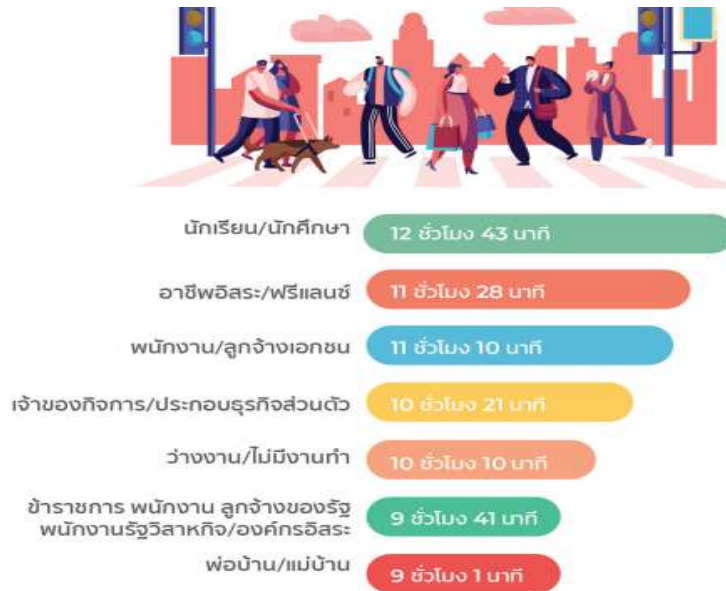 นักเรียน/นักศึกษา
12 ชั่วโมง 43 นาที
อาชีพอิสระ/ฟรีแลนซ์
11 ชั่วโมง 28 นาที
พนักงาน/ลูกจ้างเอกชน
11 ชั่วโมง 10 นาที
เจ้าของกิจการ/ประกอบธุรกิจส่วนตัว
10 ชั่วโมง 21 นาที
ว่างงาน/ไม่มีงานทำ
10 ชั่วโมง 10 นาที
ข้าราชการ พนักงาน ลูกจ้างของรัฐ
พนักงานรัฐวิสาหกิจ/องค์กรอิสระ
9 ชั่วโมง 41 นาที
พ่อบ้าน/แม่บ้าน
9 ชั่วโมง 1 นาที